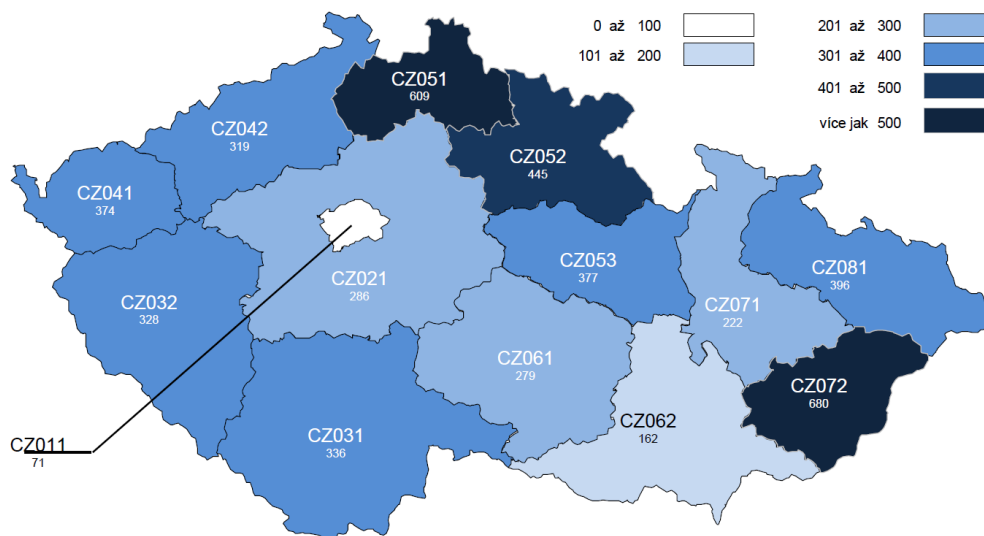 0 až 100
101 až 200
201 až 300
301 až 400
401 až 500
více jak 500
CZ051
609
CZ042
319
CZ052
445
CZ041
374
CZ053
377
CZ081
396
CZ021
286
CZ032
328
CZ071
222
CZ061
279
CZ072
680
CZ062
162
CZ031
336
CZ011
71